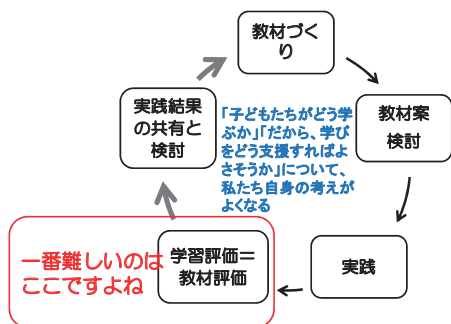 教材づく
り
教材案
検討
実践
学習評価＝
教材評価
一番難しいのは
ここですよね
実践結果
の共有と
検討
「子どもたちがどう学
ぶか」「だから、学び
をどう支援すればよ
さそうか」について、
私たち自身の考えが
よくなる